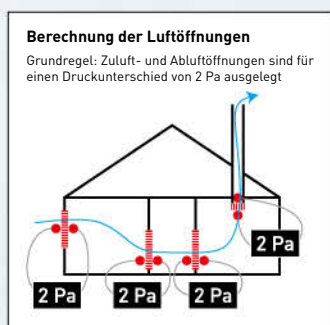 Berechnung der Luftöffnungen
Grundregel: Zuluft- und Abluftöffnungen sind für
einen Druckunterschied von 2 Pa ausgelegt
2 Pa
2 Pa
2 Pa
2 Pa